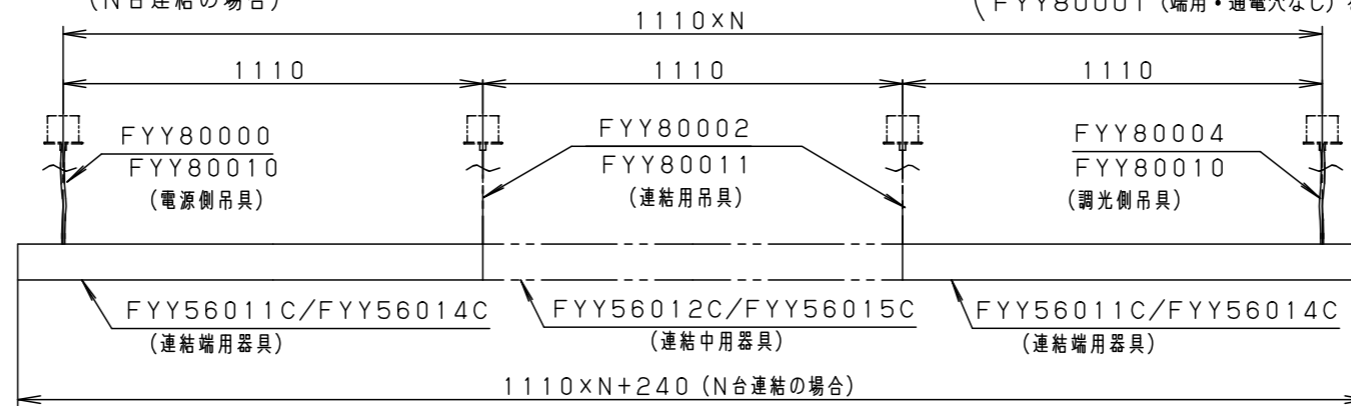 (N台連結の場合)
FYY80001 (端用・通電穴なし)
1110×N
1110
1110
1110
FYY80000
FYY80010
(電源側吊具)
FYY80002
FYY80011
(連結用吊具)
FYY80004
FYY80010
(調光側吊具)
FYY56011C/FYY56014C
(連結端用器具)
FYY56012C/FYY56015C
(連結中用器具)
FYY56011C/FYY56014C
(連結端用器具)
1110×N+240 (N台連結の場合)